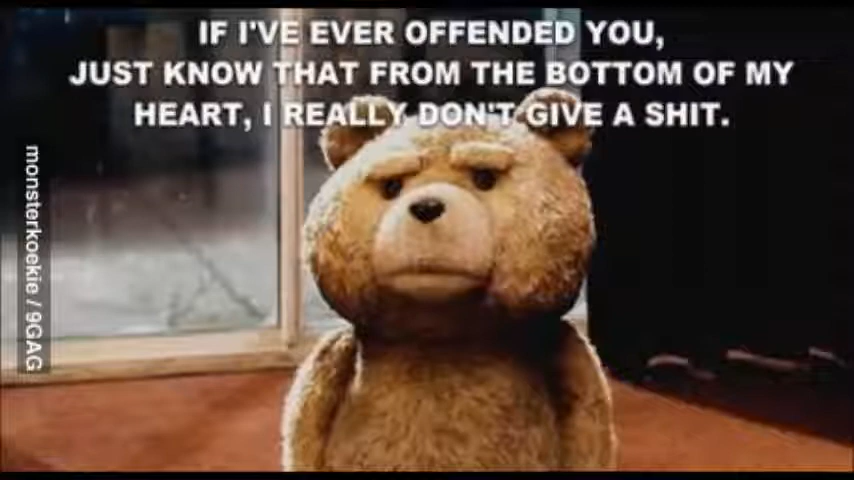 IF I'VE EVER OFFENDED YOU,
JUST KNOW THAT FROM THE BOTTOM OF MY
HEART, I REALLY DON'T GIVE A SHIT.
monsterkoekie / 9GAG